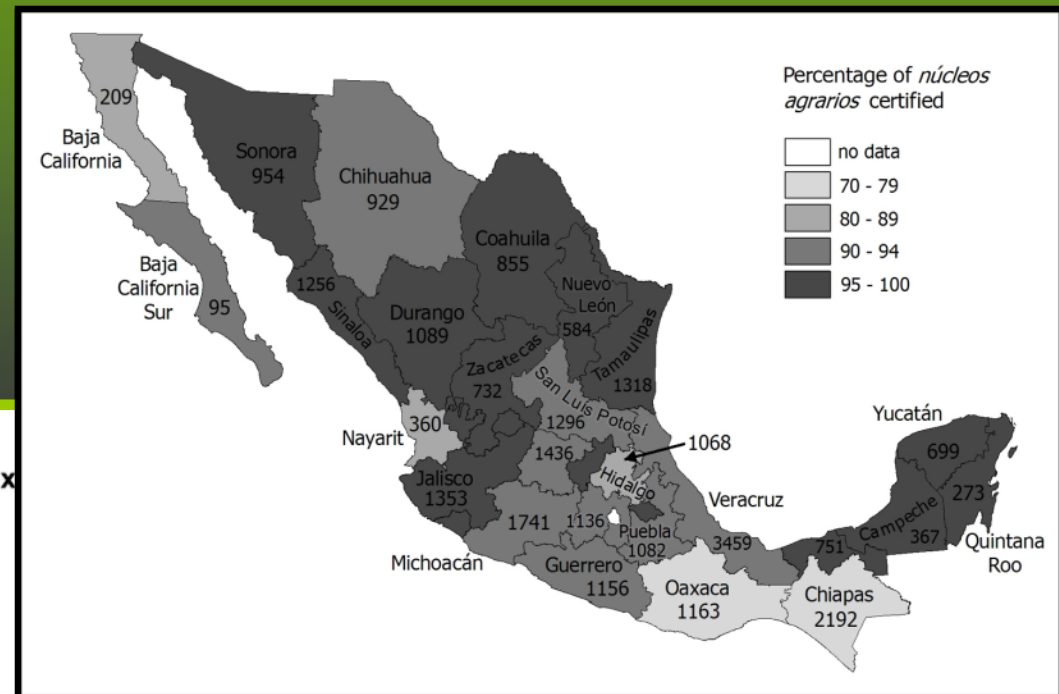 Percentage of núcleos
agrarios certified
no data
70 - 79
80 - 89
90 - 94
95 - 100
209
Baja
California
Sonora
954
Chihuahua
929
Coahuila
855
Baja
California
Sur
95
1256
Sinaloa
Durango
1089
Nuevo
León
584
Tamaulipas
1318
Zacatecas
732
San Luís Potosí
1296
360
Nayarit
1436
1068
Hidalgo
Yucatán
699
273
Quintana
Roo
Campeche
367
751
Jalisco
1353
1741
Michoacán
1136
Puebla
1082
Veracruz
3459
Guerrero
1156
Oaxaca
1163
Chiapas
2192
x